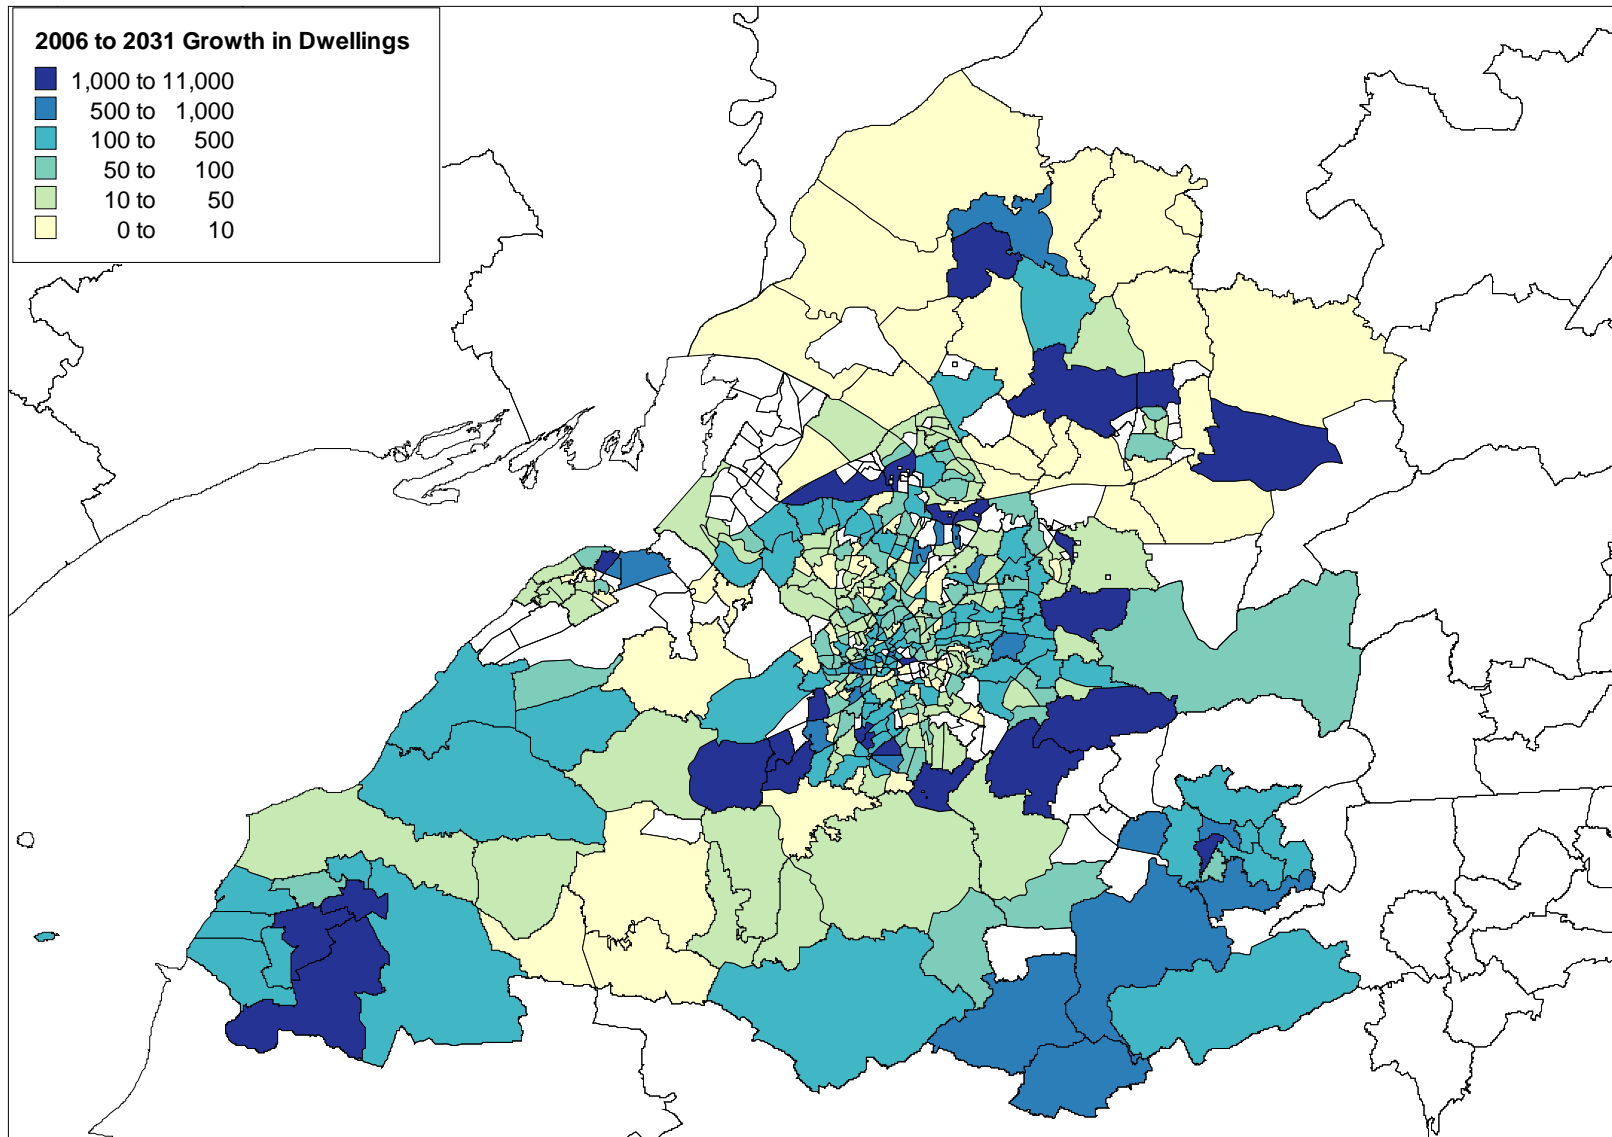 2006 to 2031 Growth in Dwellings
1,000 to 11,000
500 to 1,000
100 to 500
50 to 100
10 to 50
0 to 10